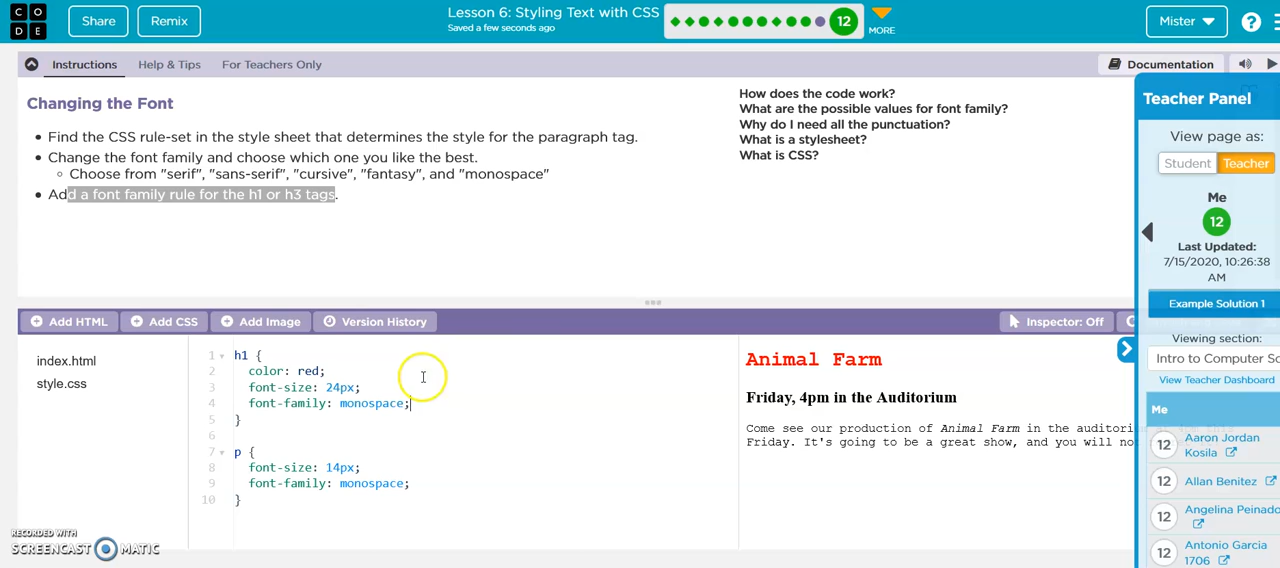 CO
DE
Share
Remix
Lesson 6: Styling Text with CSS
Saved a few seconds ago
12
MORE
Mister
?
Instructions
Help & Tips
For Teachers Only
Documentation
Changing the Font
• Find the CSS rule-set in the style sheet that determines the style for the paragraph tag.
• Change the font family and choose which one you like the best.
Choose from "serif", "sans-serif", "cursive", "fantasy", and "monospace"
• Add a font family rule for the h1 or h3 tags.
How does the code work?
What are the possible values for font family?
Why do I need all the punctuation?
What is a stylesheet?
What is CSS?
Teacher Panel
View page as:
Student
Teacher
Me
12
Last Updated:
7/15/2020, 10:26:38
AM
Example Solution 1
Viewing section:
Intro to Computer Sc
View Teacher Dashboard
Me
12 Aaron Jordan
Kosila
12 Allan Benitez
12 Angelina Peinado
12 Antonio Garcia
1706
Add HTML
Add CSS
Add Image
Version History
Inspector: Off
index.html
style.css
1 h1 {
2 color: red;
3 font-size: 24px;
4 font-family: monospace;
5 }
6
7 p {
8 font-size: 14px;
9 font-family: monospace;
10 }
Animal Farm
Friday, 4pm in the Auditorium
Come see our production of Animal Farm in the auditorium
Friday. It's going to be a great show, and you will not
RECORDED WITH
SCREENCAST MATIC